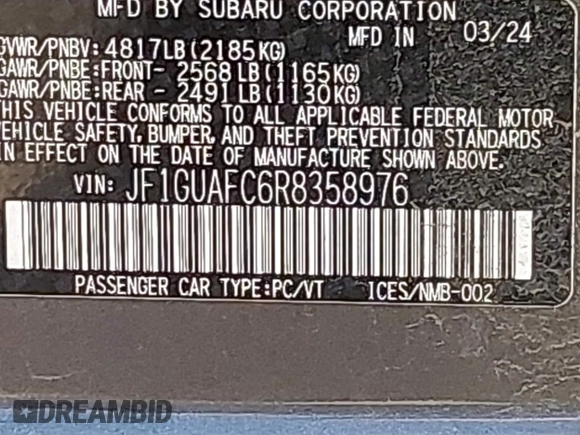 MFD BY SUBARU CORPORATION
GVWR/PNBV: 4817LB (2185KG) MFD IN 03/24
GAWR/PNBE: FRONT- 2568 LB (1165KG)
GAWR/PNBE: REAR - 2491 LB (1130KG)
THIS VEHICLE CONFORMS TO ALL APPLICABLE FEDERAL MOTOR
VEHICLE SAFETY, BUMPER, AND THEFT PREVENTION STANDARDS
IN EFFECT ON THE DATE OF MANUFACTURE SHOWN ABOVE.
VIN: JF1GUAFC6R8358976
PASSENGER CAR TYPE:PC/VT ICES/NMB-002
DREAMBID